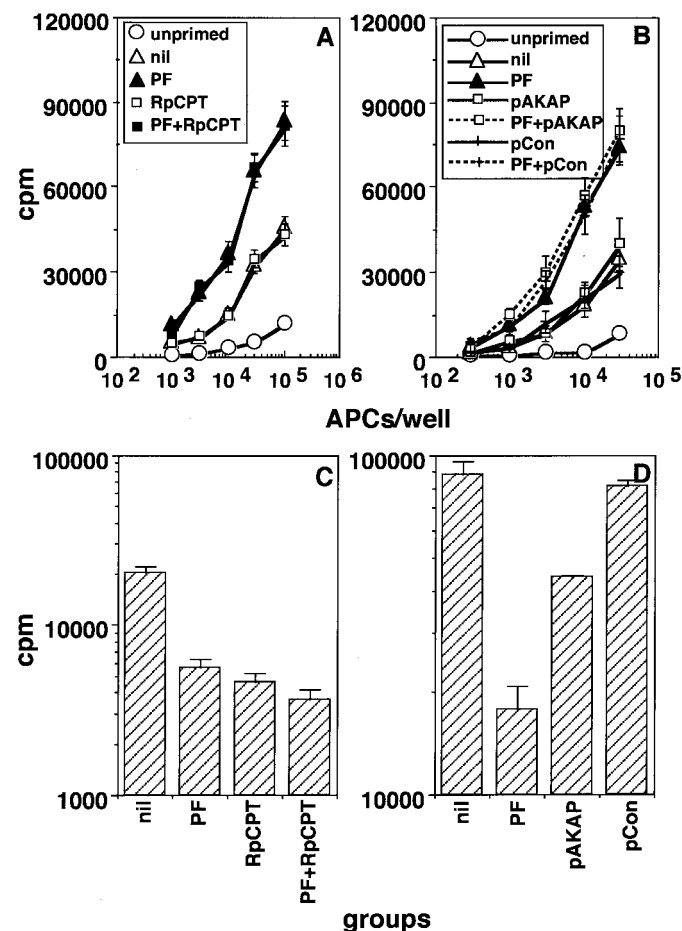 A
120000
90000
60000
30000
0
cpm
unprimed
nil
PF
RpCPT
PF+RpCPT
10^2 10^3 10^4 10^5 10^6
B
120000
90000
60000
30000
0
unprimed
nil
PF
pAKAP
PF+pAKAP
pCon
PF+pCon
10^2 10^3 10^4 10^5
APCs/well
C
100000
10000
1000
cpm
nil
PF
RpCPT
PF+RpCPT
D
100000
10000
nil
PF
pAKAP
pCon
groups